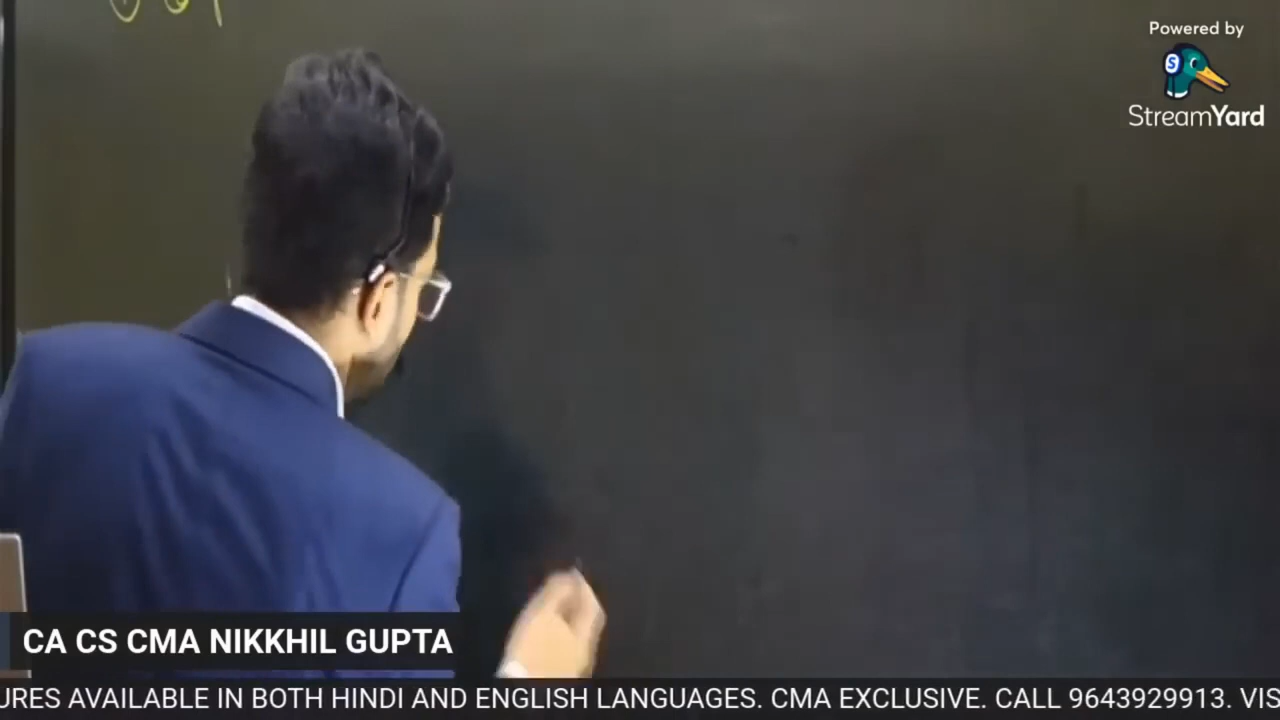 Powered by
S
StreamYard
CA CS CMA NIKKHIL GUPTA
URES AVAILABLE IN BOTH HINDI AND ENGLISH LANGUAGES. CMA EXCLUSIVE. CALL 9643929913. VIS